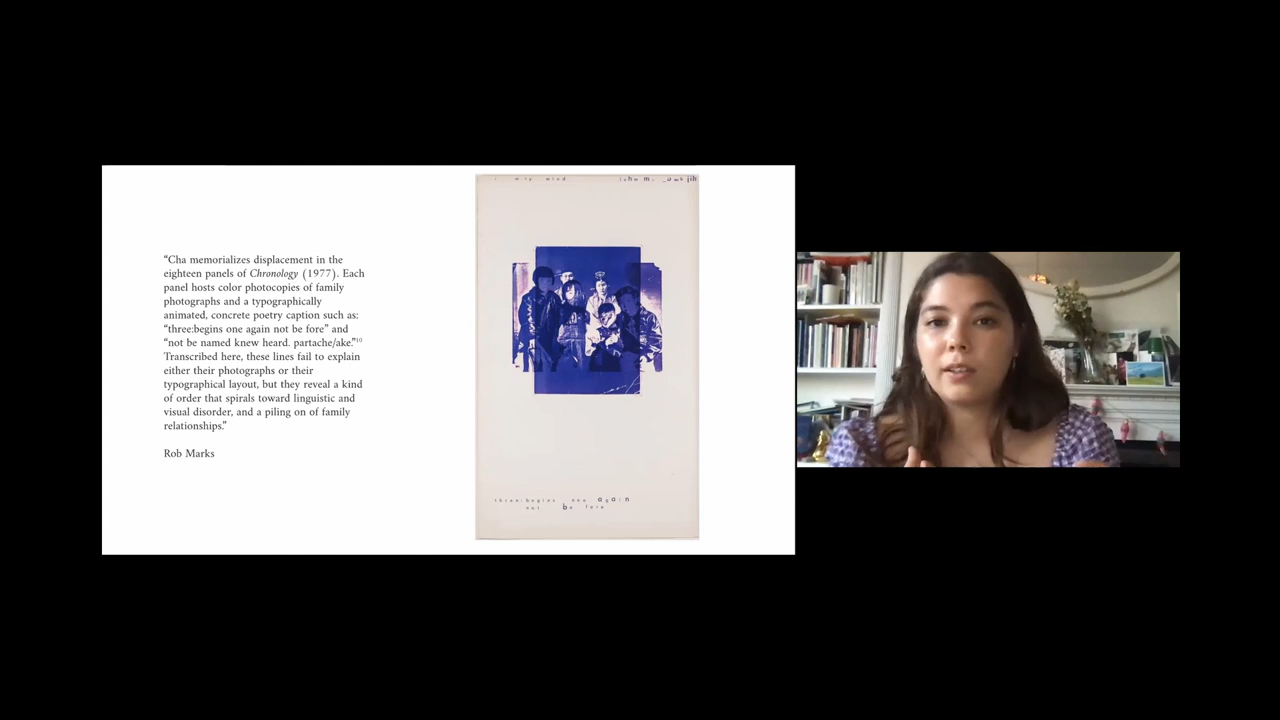 “Cha memorializes displacement in the
eighteen panels of Chronology (1977). Each
panel hosts color photocopies of family
photographs and a typographically
animated, concrete poetry caption such as:
“three:begins one again not be fore” and
“not be named knew heard. partache/ake.”¹⁰
Transcribed here, these lines fail to explain
either their photographs or their
typographical layout, but they reveal a kind
of order that spirals toward linguistic and
visual disorder, and a piling on of family
relationships.”
Rob Marks
wind
three:begins one again
not be fore